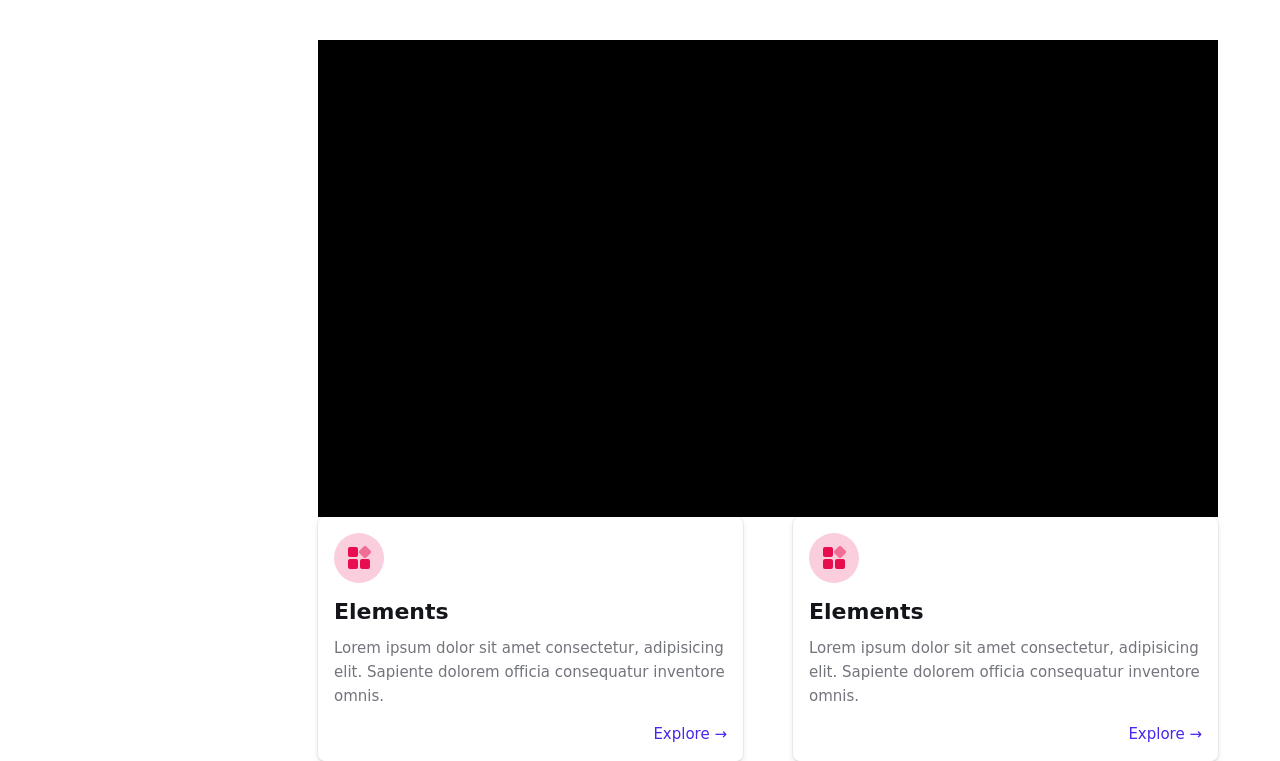 Elements
Lorem ipsum dolor sit amet consectetur, adipisicing
elit. Sapiente dolorem officia consequatur inventore
omnis.
Explore →
Elements
Lorem ipsum dolor sit amet consectetur, adipisicing
elit. Sapiente dolorem officia consequatur inventore
omnis.
Explore →